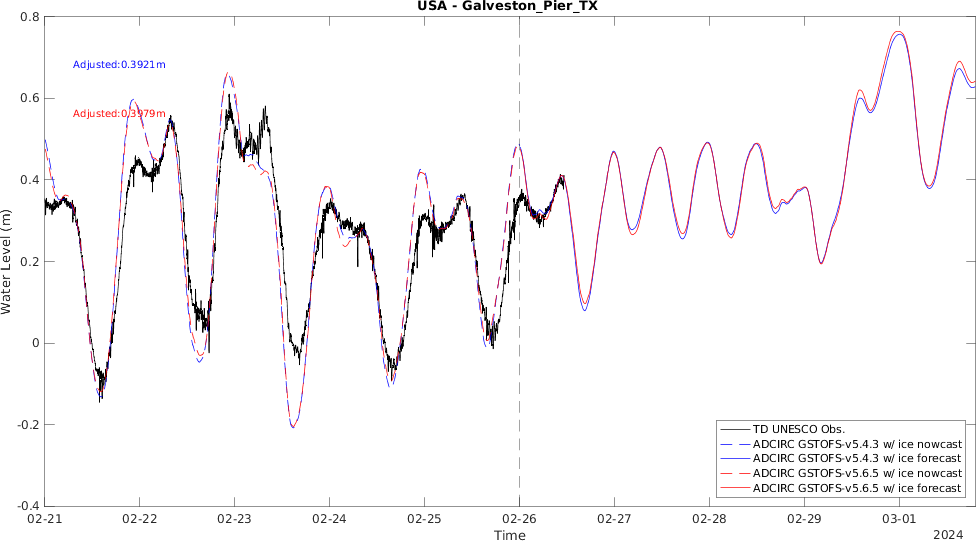 USA - Galveston_Pier_TX
0.8
0.6
0.4
0.2
0
-0.2
-0.4
Water Level (m)
Adjusted:0.3921m
Adjusted:0.3979m
TD UNESCO Obs.
ADCIRC GSTOFS-v5.4.3 w/ ice nowcast
ADCIRC GSTOFS-v5.4.3 w/ ice forecast
ADCIRC GSTOFS-v5.6.5 w/ ice nowcast
ADCIRC GSTOFS-v5.6.5 w/ ice forecast
02-21 02-22 02-23 02-24 02-25 02-26 02-27 02-28 02-29 03-01
Time
2024